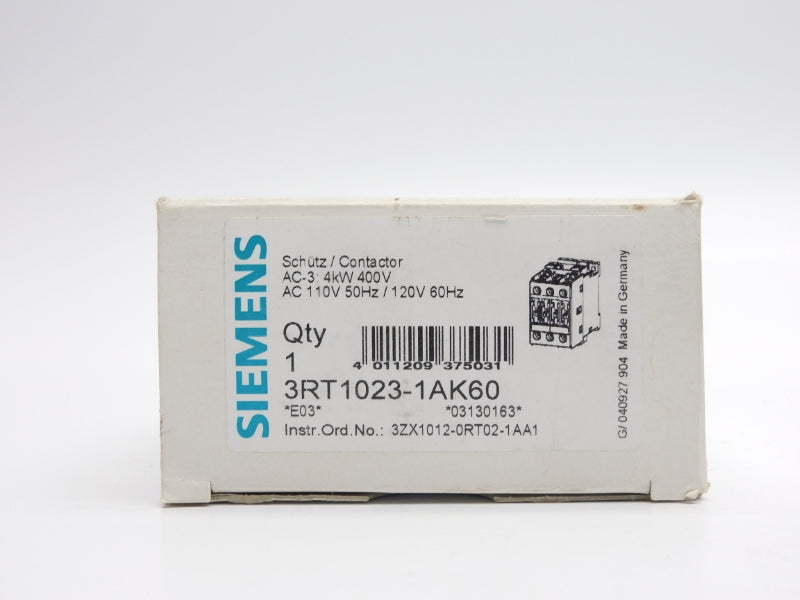 SIEMENS
Schütz / Contactor
AC-3: 4kW 400V
AC 110V 50Hz / 120V 60Hz
Qty
1
4 011209 375031
3RT1023-1AK60
*E03* *03130163*
Instr.Ord.No.: 3ZX1012-0RT02-1AA1
G/ 040927 904 Made in Germany